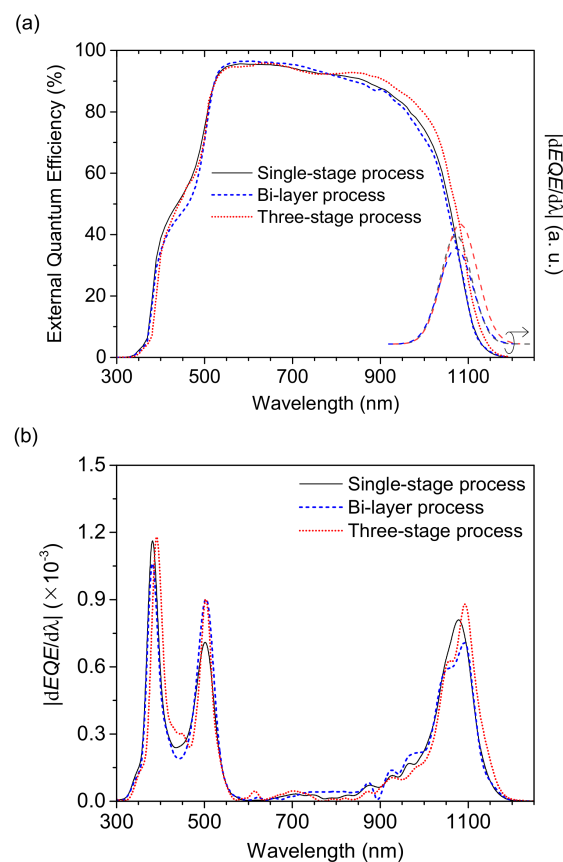 (a)
100
80
60
40
20
0
External Quantum Efficiency (%)
Single-stage process
Bi-layer process
Three-stage process
|dEQE/dλ| (a. u.)
300 500 700 900 1100
Wavelength (nm)
(b)
1.5
1.2
0.9
0.6
0.3
0.0
|dEQE/dλ| (×10⁻³)
Single-stage process
Bi-layer process
Three-stage process
300 500 700 900 1100
Wavelength (nm)